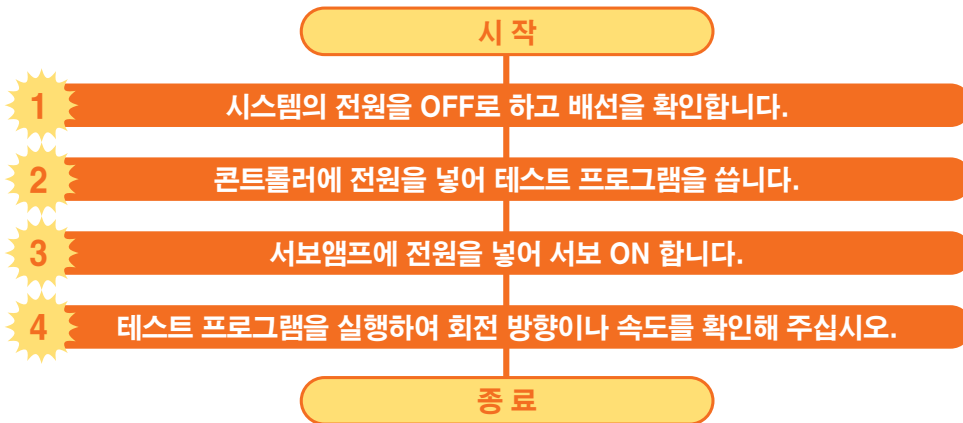 시 작
1 시스템의 전원을 OFF로 하고 배선을 확인합니다.
2 콘트롤러에 전원을 넣어 테스트 프로그램을 씁니다.
3 서보앰프에 전원을 넣어 서보 ON 합니다.
4 테스트 프로그램을 실행하여 회전 방향이나 속도를 확인해 주십시오.
종 료